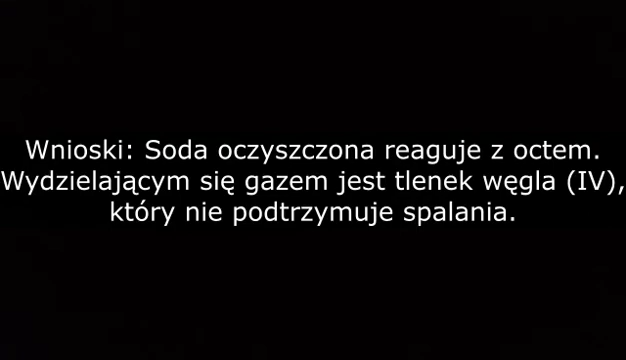 Wnioski: Soda oczyszczona reaguje z octem.
Wydzielającym się gazem jest tlenek węgla (IV),
który nie podtrzymuje spalania.